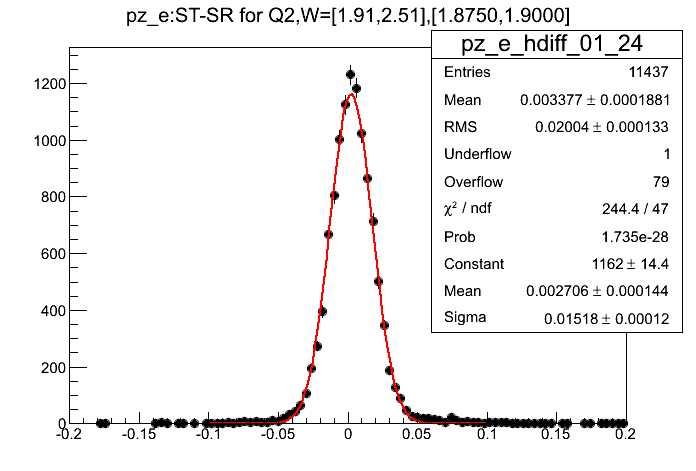 pz_e:ST-SR for Q2,W=[1.91,2.51],[1.8750,1.9000]
pz_e_hdiff_01_24
Entries 11437
Mean 0.003377 ± 0.0001881
RMS 0.02004 ± 0.000133
Underflow 1
Overflow 79
χ² / ndf 244.4 / 47
Prob 1.735e-28
Constant 1162 ± 14.4
Mean 0.002706 ± 0.000144
Sigma 0.01518 ± 0.00012
1200
1000
800
600
400
200
0
-0.2 -0.15 -0.1 -0.05 0 0.05 0.1 0.15 0.2